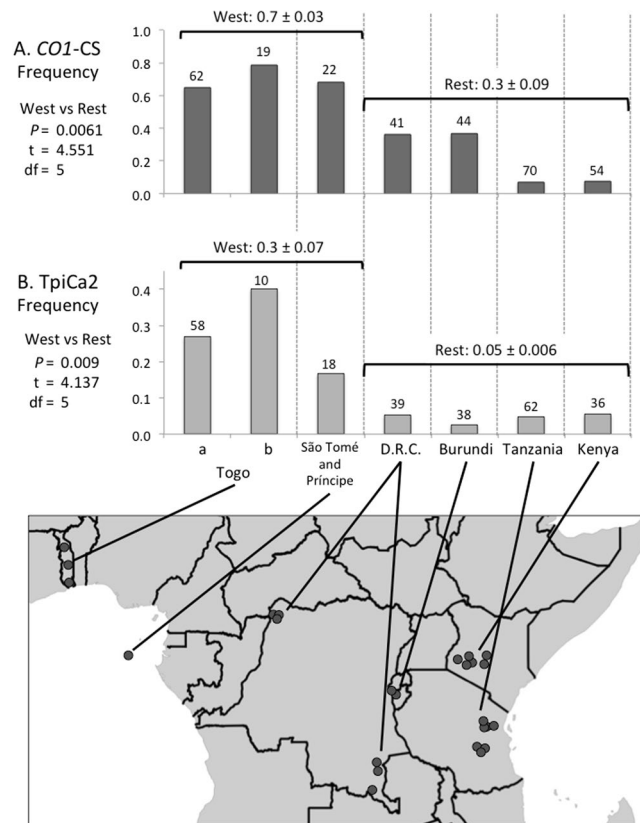 West: 0.7 ± 0.03
A. CO1-CS
Frequency
West vs Rest
P = 0.0061
t = 4.551
df = 5
1.0
0.8
0.6
0.4
0.2
0.0
62
19
22
Rest: 0.3 ± 0.09
41
44
70
54
West: 0.3 ± 0.07
B. TpiCa2
Frequency
West vs Rest
P = 0.009
t = 4.137
df = 5
0.4
0.3
0.2
0.1
0.0
58
10
18
Rest: 0.05 ± 0.006
39
38
62
36
a
b
São Tomé
and
Príncipe
D.R.C.
Burundi
Tanzania
Kenya
Togo